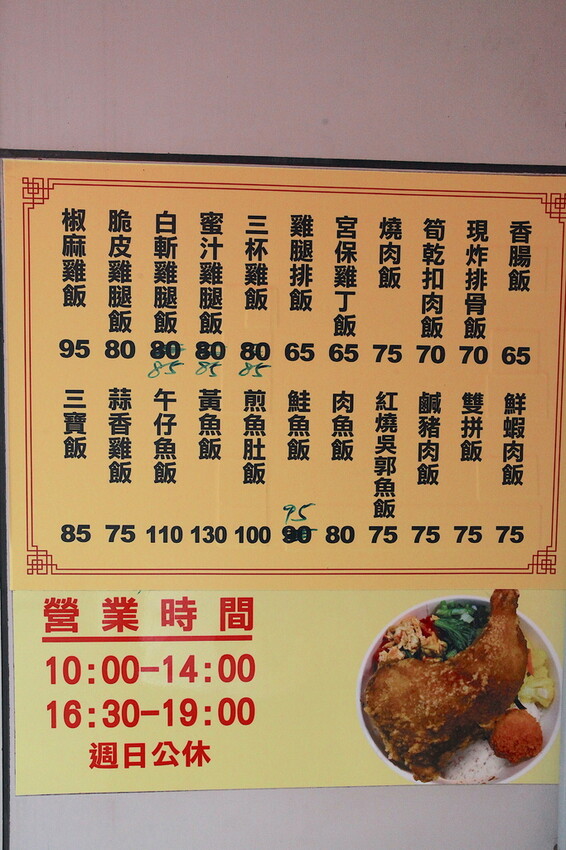 香腸飯 65
現炸排骨飯 70
筍乾扣肉飯 70
燒肉飯 75
宮保雞丁飯 65
雞腿排飯 65
三杯雞飯 80 85
蜜汁雞腿飯 80 85
白斬雞腿飯 80 85
脆皮雞腿飯 80
椒麻雞飯 95
鮮蝦肉飯 75
雙拼飯 75
鹹豬肉飯 75
紅燒吳郭魚飯 75
肉魚飯 80
鮭魚飯 95 90
煎魚肚飯 100
黃魚飯 130
午仔魚飯 110
蒜香雞飯 75
三寶飯 85
營業時間
10:00-14:00
16:30-19:00
週日公休